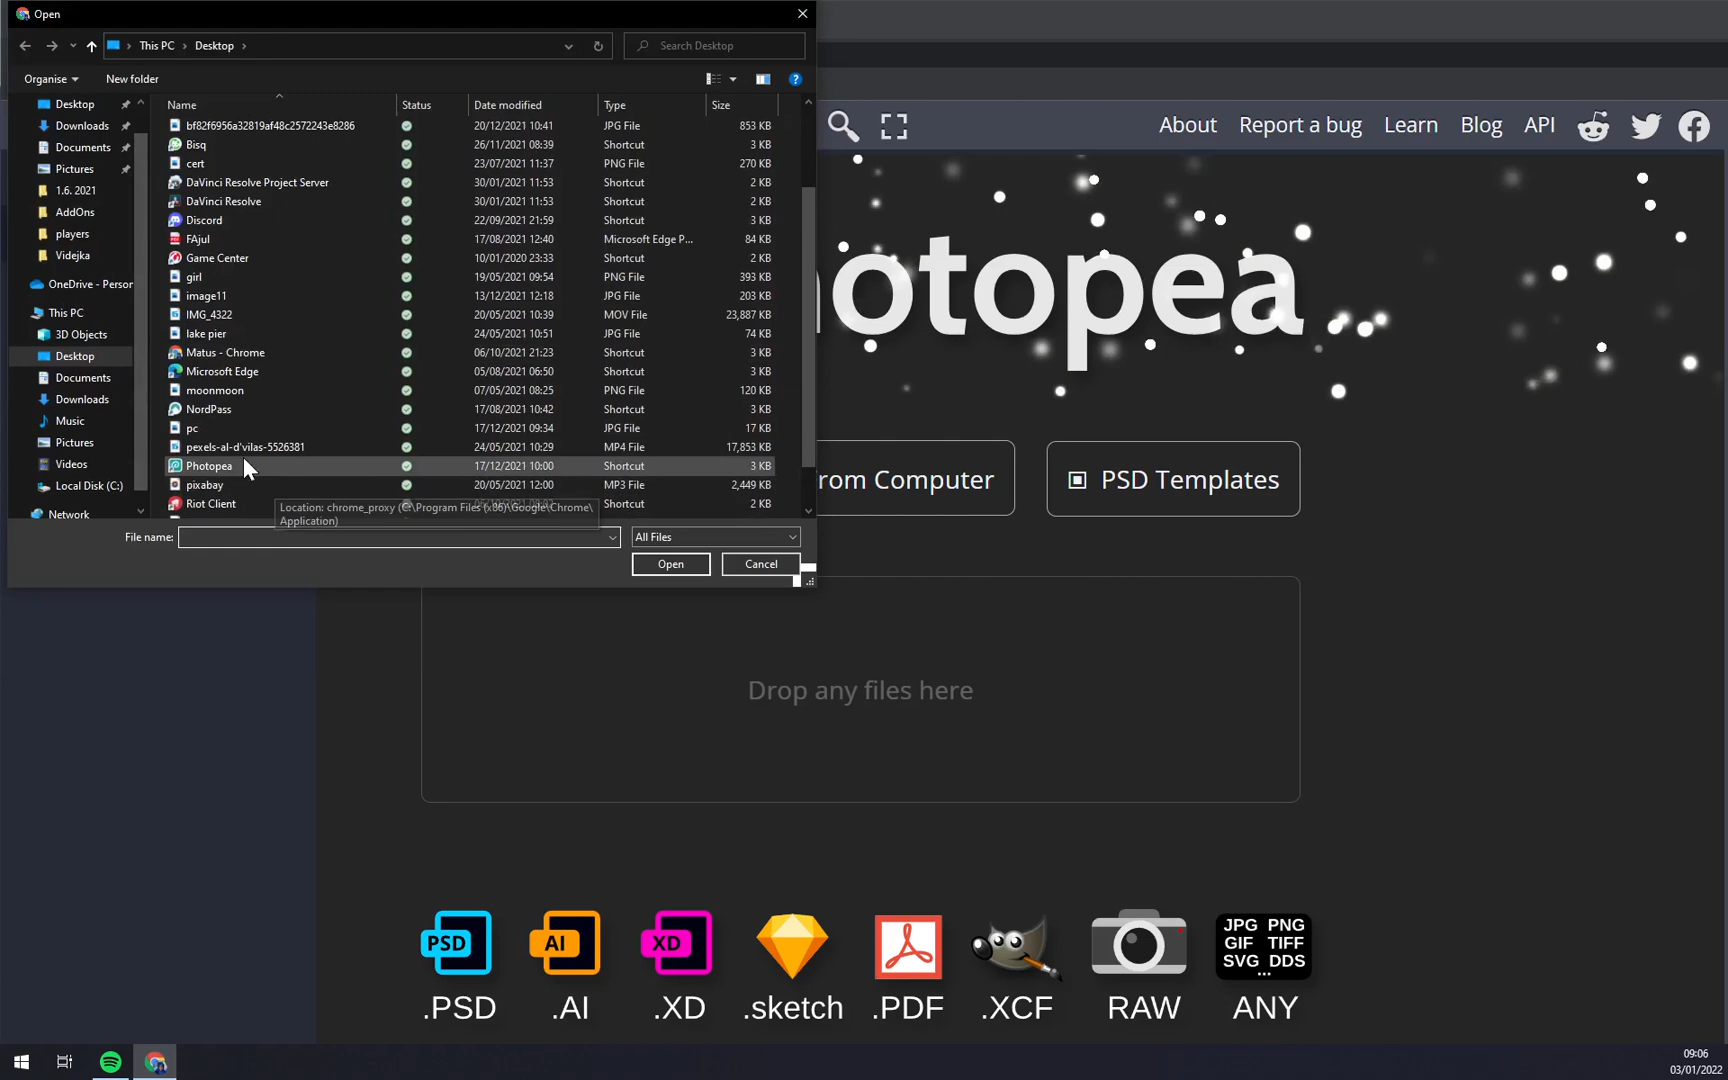 Open
This PC > Desktop >
Search Desktop
Organise
New folder
?
Desktop
Downloads
Documents
Pictures
1.6. 2021
AddOns
players
Videjka
OneDrive - Person
This PC
3D Objects
Desktop
Documents
Downloads
Music
Pictures
Videos
Local Disk (C:)
Network
Name Status Date modified Type Size
bf82f6956a32819af48c2572243e8286 20/12/2021 10:41 JPG File 853 KB
Bisq 26/11/2021 08:39 Shortcut 3 KB
cert 23/07/2021 11:37 PNG File 270 KB
DaVinci Resolve Project Server 30/01/2021 11:53 Shortcut 2 KB
DaVinci Resolve 30/01/2021 11:53 Shortcut 2 KB
Discord 22/09/2021 21:59 Shortcut 3 KB
FAjul 17/08/2021 12:40 Microsoft Edge P... 84 KB
Game Center 10/01/2020 23:33 Shortcut 2 KB
girl 19/05/2021 09:54 PNG File 393 KB
image11 13/12/2021 12:18 JPG File 203 KB
IMG_4322 20/05/2021 10:39 MOV File 23,887 KB
lake pier 24/05/2021 10:51 JPG File 74 KB
Matus - Chrome 06/10/2021 21:23 Shortcut 3 KB
Microsoft Edge 05/08/2021 06:50 Shortcut 3 KB
moonmoon 07/05/2021 08:25 PNG File 120 KB
NordPass 17/08/2021 10:42 Shortcut 3 KB
pc 17/12/2021 09:34 JPG File 17 KB
pexels-al-d'vilas-5526381 24/05/2021 10:29 MP4 File 17,853 KB
Photopea 17/12/2021 10:00 Shortcut 3 KB
pixabay 20/05/2021 12:00 MP3 File 2,449 KB
Riot Client Shortcut 2 KB
Location: chrome_proxy (C:\Program Files (x86)\Google\Chrome\
Application)
File name:
All Files
Open Cancel
About Report a bug Learn Blog API
hotopea
rom Computer
PSD Templates
Drop any files here
PSD AI XD
JPG PNG
GIF TIFF
SVG DDS
...
.PSD .AI .XD .sketch .PDF .XCF RAW ANY
09:06
03/01/2022